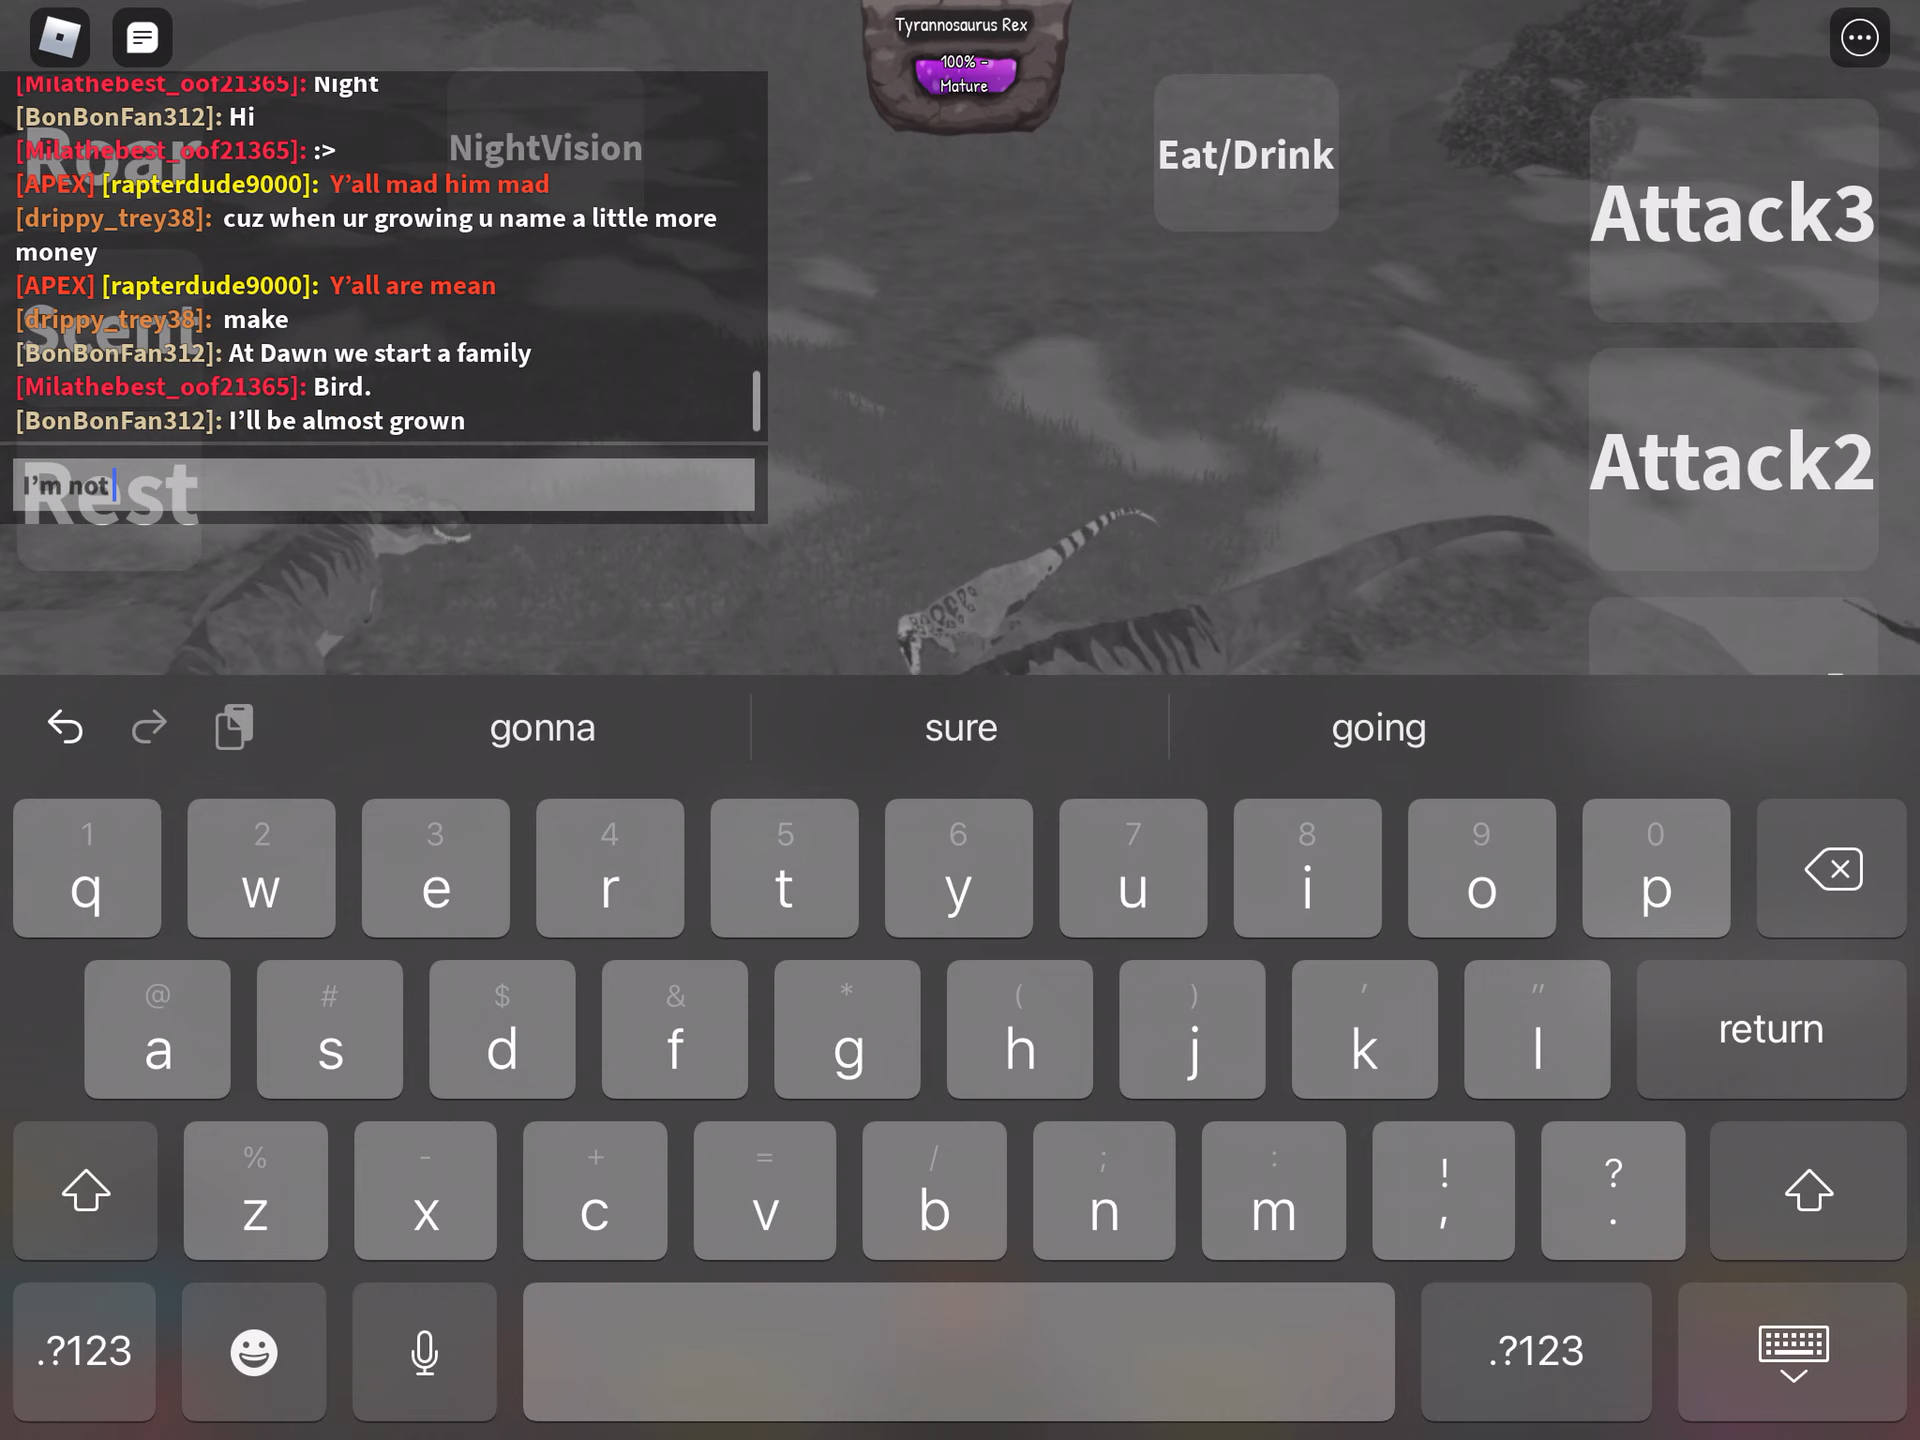 Tyrannosaurus Rex
100% -
Mature
[Milathebest_oof21365]: Night
[BonBonFan312]: Hi
[Milathebest_oof21365]: :>
[APEX] [rapterdude9000]: Y'all mad him mad
[drippy_trey38]: cuz when ur growing u name a little more
money
[APEX] [rapterdude9000]: Y'all are mean
[drippy_trey38]: make
[BonBonFan312]: At Dawn we start a family
[Milathebest_oof21365]: Bird.
[BonBonFan312]: I'll be almost grown
I'm not
Roar
NightVision
Scent
Rest
Eat/Drink
Attack3
Attack2
gonna sure going
1 2 3 4 5 6 7 8 9 0
q w e r t y u i o p
@ # $ & * ( ) ' "
a s d f g h j k l return
% - + = / ; : ! ?
z x c v b n m , .
.?123 .?123